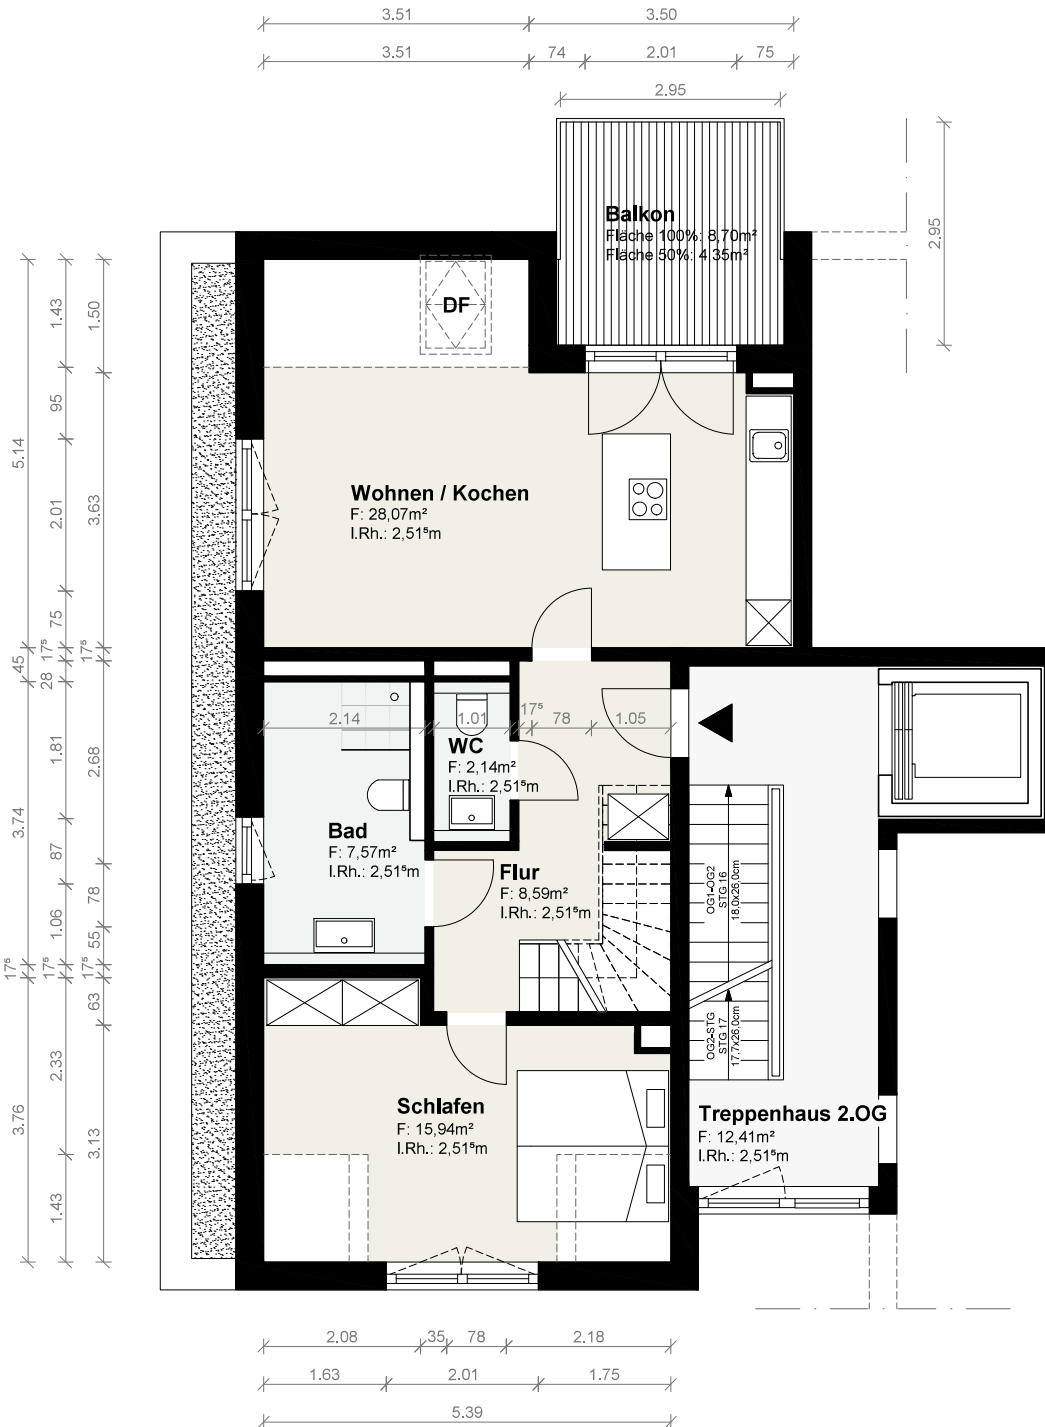 3.51
3.50
3.51
74
2.01
75
2.95
2.95
Balkon
Fläche 100%: 8,70m²
Fläche 50%: 4,35m²
DF
1.43
1.50
95
5.14
2.01
3.63
75
17⁵
17⁵
45
28
1.81
2.68
3.74
87
78
1.06
55
17⁵
17⁵
17⁵
63
2.33
3.76
3.13
1.43
Wohnen / Kochen
F: 28,07m²
l.Rh.: 2,51⁵m
2.14
1.01
17⁵
78
1.05
WC
F: 2,14m²
l.Rh.: 2,51⁵m
Bad
F: 7,57m²
l.Rh.: 2,51⁵m
Flur
F: 8,59m²
l.Rh.: 2,51⁵m
OG1-OG2
STG 16
18,0x26,0cm
OG2-STG
STG 17
17.7x26,0cm
Schlafen
F: 15,94m²
l.Rh.: 2,51⁵m
Treppenhaus 2.OG
F: 12,41m²
l.Rh.: 2,51⁵m
2.08
35
78
2.18
1.63
2.01
1.75
5.39